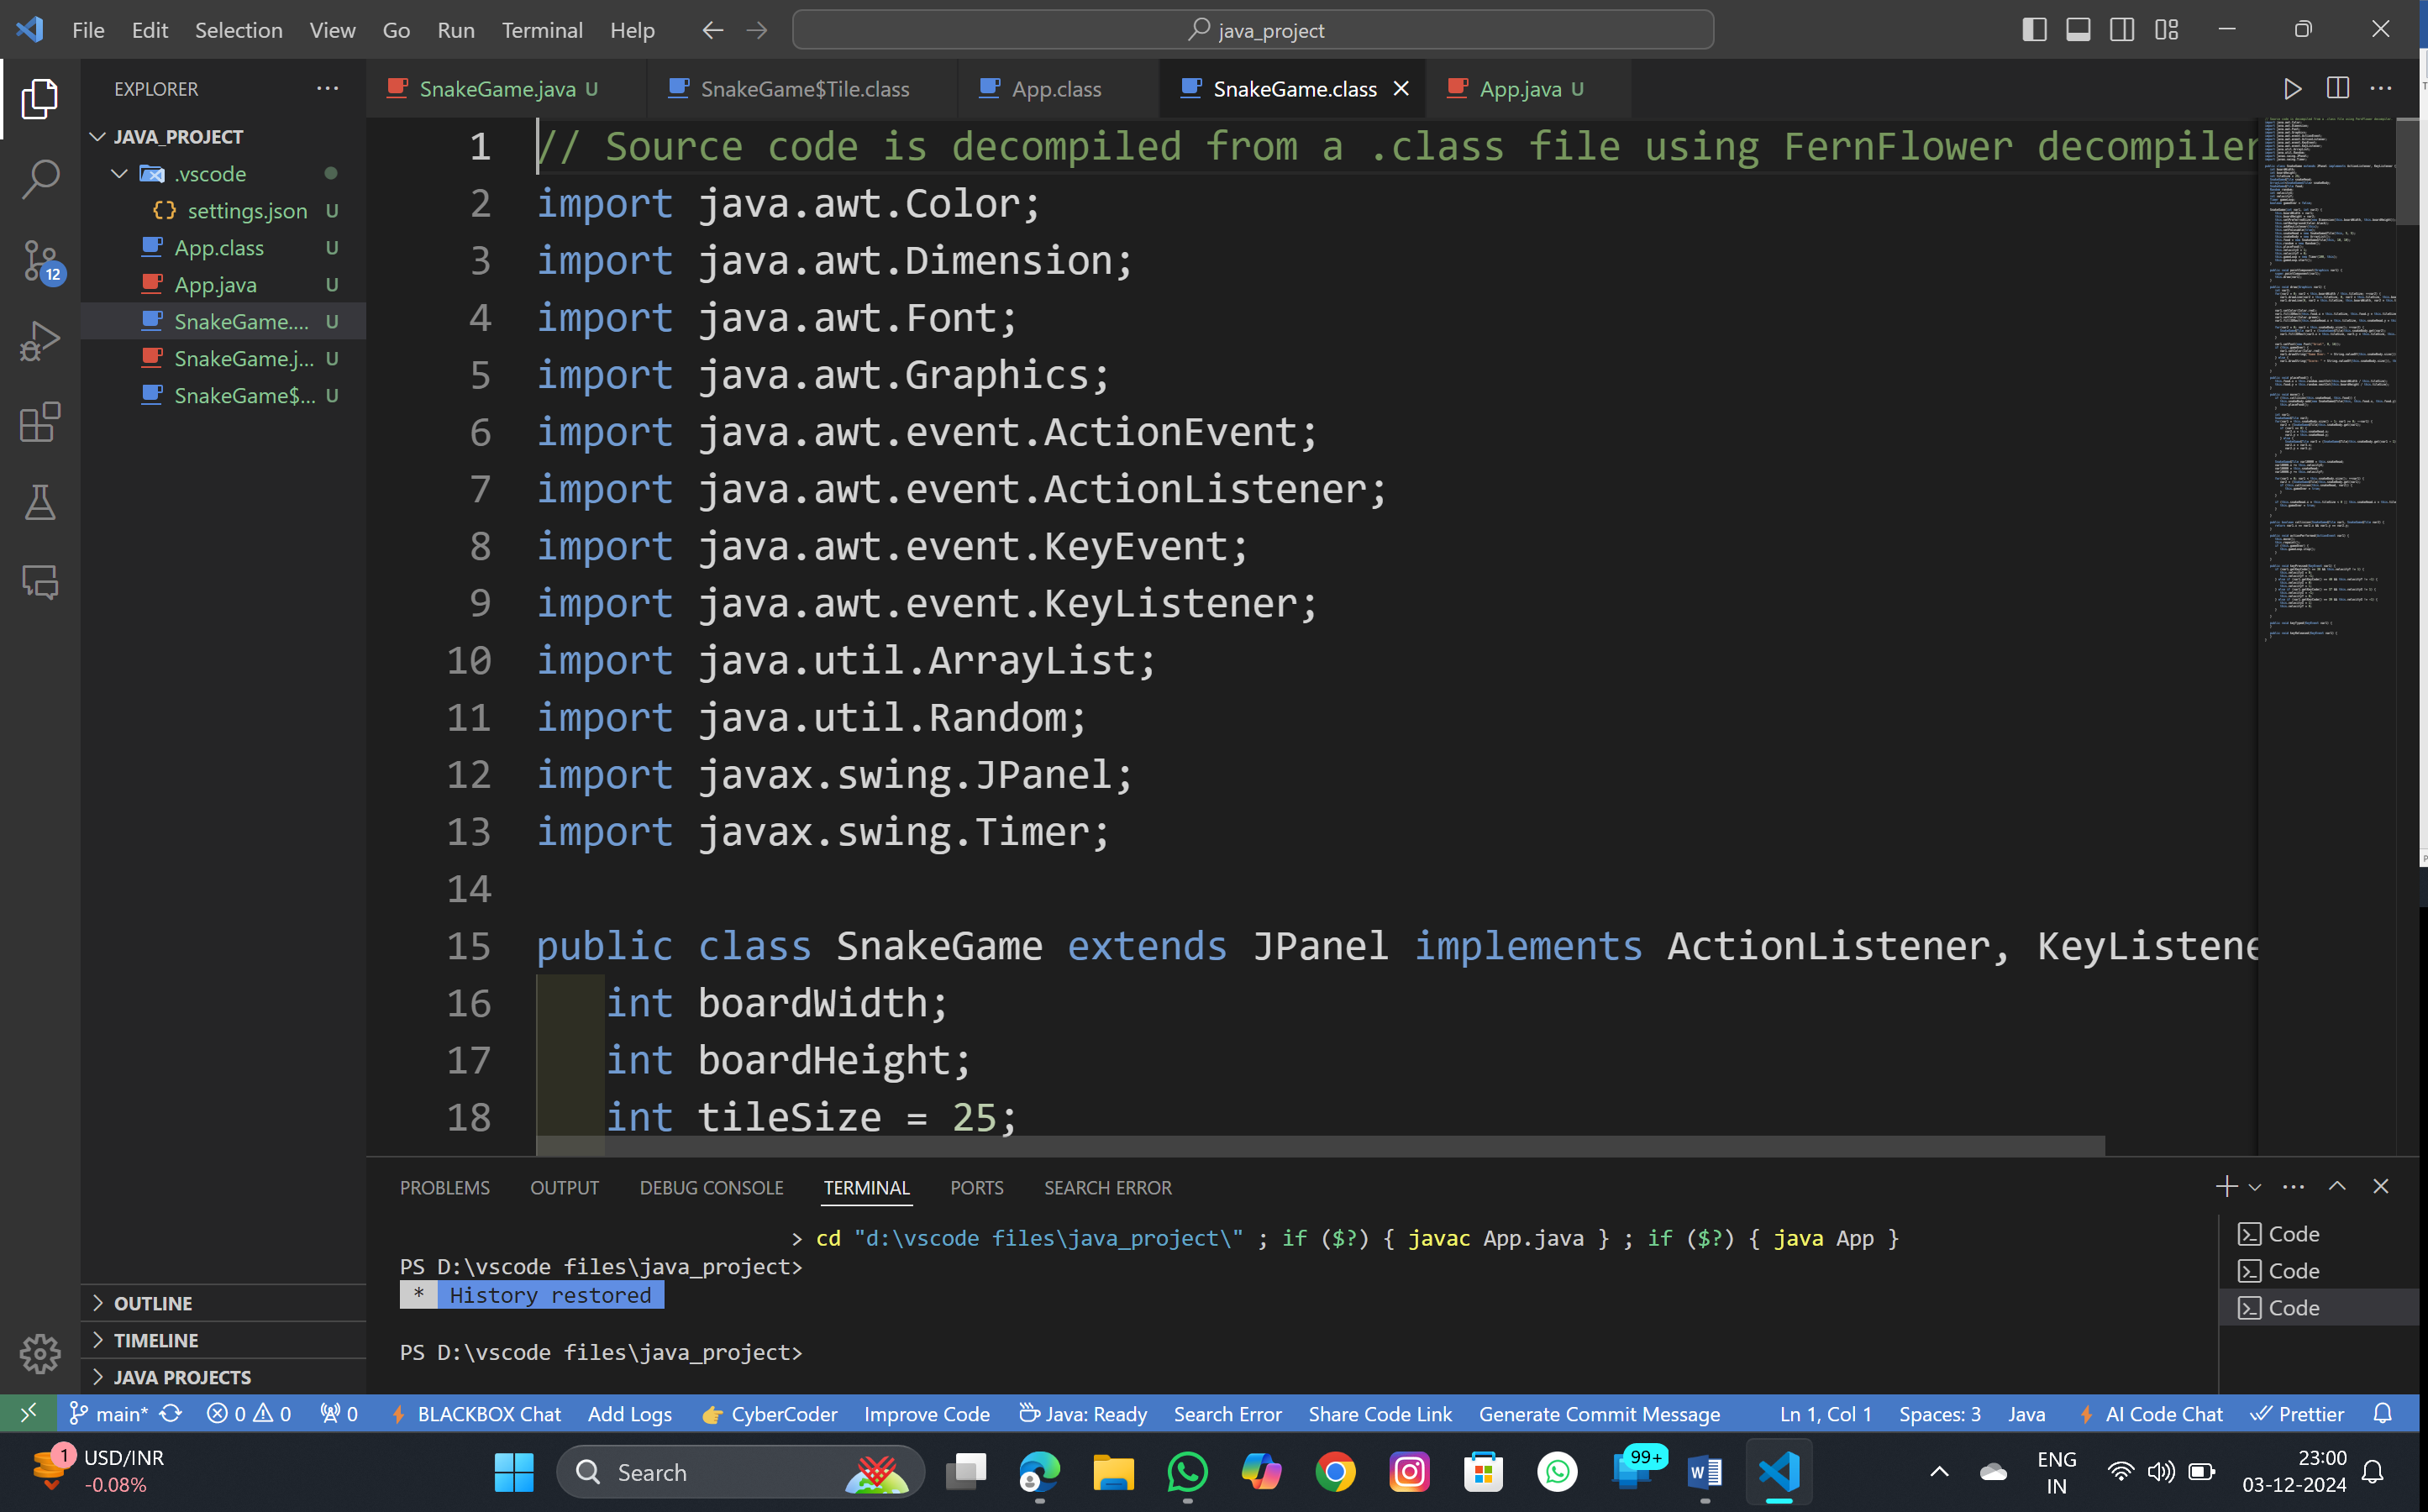 File Edit Selection View Go Run Terminal Help
java_project
EXPLORER
SnakeGame.java U
SnakeGame$Tile.class
App.class
SnakeGame.class
App.java U
JAVA_PROJECT
.vscode
settings.json U
App.class U
App.java U
SnakeGame.... U
SnakeGame.j... U
SnakeGame$... U
12
OUTLINE
TIMELINE
JAVA PROJECTS
1 // Source code is decompiled from a .class file using FernFlower decompiler
2 import java.awt.Color;
3 import java.awt.Dimension;
4 import java.awt.Font;
5 import java.awt.Graphics;
6 import java.awt.event.ActionEvent;
7 import java.awt.event.ActionListener;
8 import java.awt.event.KeyEvent;
9 import java.awt.event.KeyListener;
10 import java.util.ArrayList;
11 import java.util.Random;
12 import javax.swing.JPanel;
13 import javax.swing.Timer;
14
15 public class SnakeGame extends JPanel implements ActionListener, KeyListene
16 int boardWidth;
17 int boardHeight;
18 int tileSize = 25;
PROBLEMS OUTPUT DEBUG CONSOLE TERMINAL PORTS SEARCH ERROR
> cd "d:\vscode files\java_project\" ; if ($?) { javac App.java } ; if ($?) { java App }
PS D:\vscode files\java_project>
* History restored
PS D:\vscode files\java_project>
Code
Code
Code
main* 0 0 0 BLACKBOX Chat Add Logs CyberCoder Improve Code Java: Ready Search Error Share Code Link Generate Commit Message Ln 1, Col 1 Spaces: 3 Java AI Code Chat Prettier
1
USD/INR
-0.08%
Search
99+
ENG
IN
23:00
03-12-2024